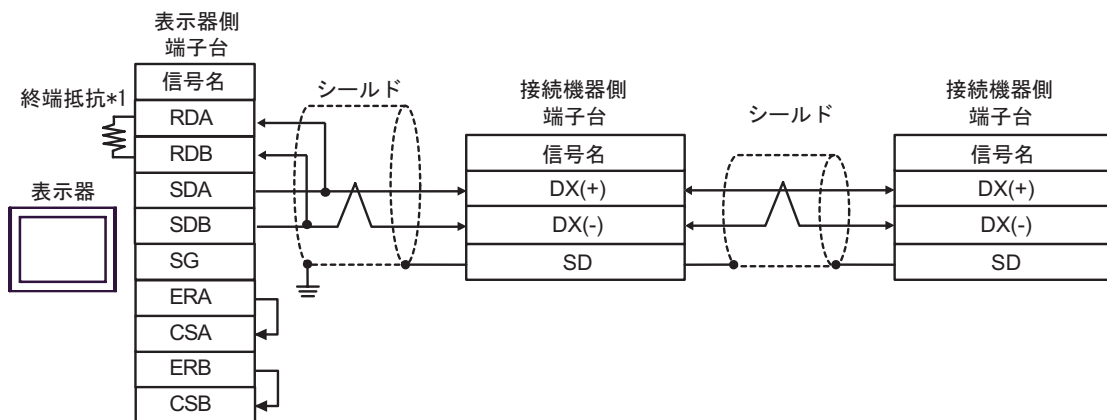 表示器側
端子台
信号名
終端抵抗*1
RDA
RDB
表示器
SDA
SDB
SG
ERA
CSA
ERB
CSB
シールド
接続機器側
端子台
信号名
DX(+)
DX(-)
SD
シールド
接続機器側
端子台
信号名
DX(+)
DX(-)
SD